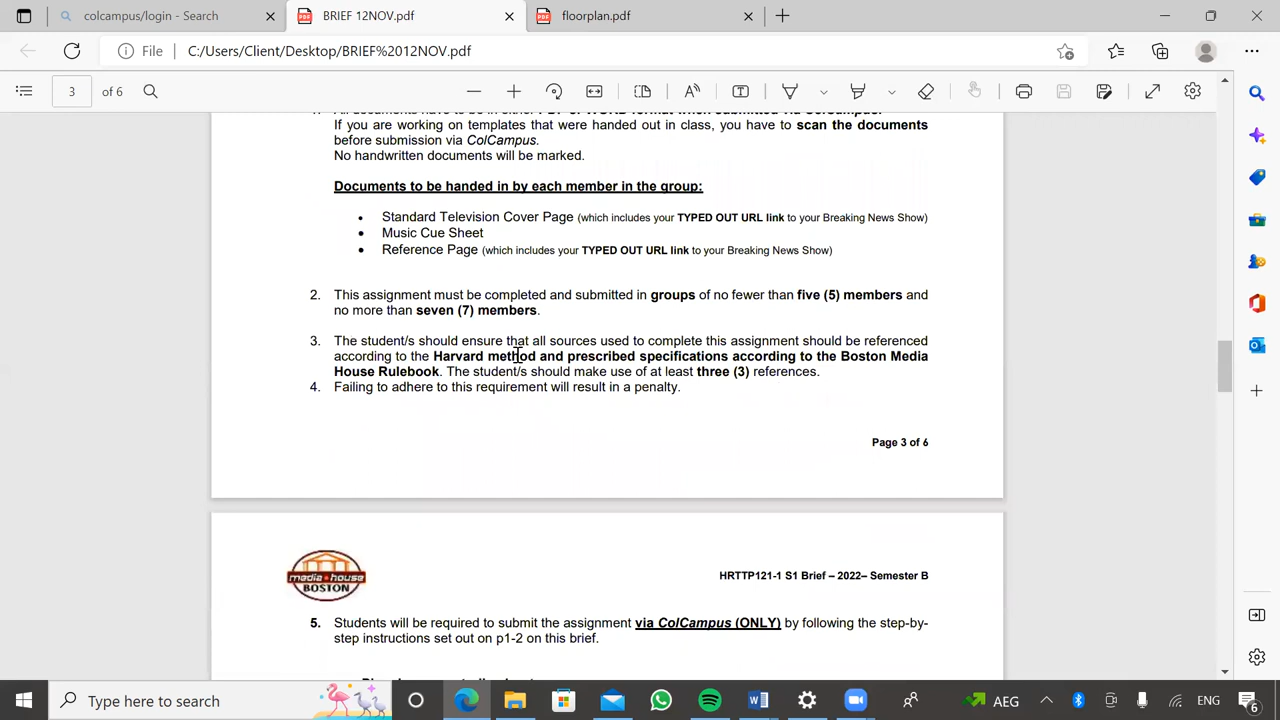 colcampus/login - Search
BRIEF 12NOV.pdf
floorplan.pdf
File
C:/Users/Client/Desktop/BRIEF%2012NOV.pdf
3
of 6
If you are working on templates that were handed out in class, you have to scan the documents
before submission via ColCampus.
No handwritten documents will be marked.
Documents to be handed in by each member in the group:
• Standard Television Cover Page (which includes your TYPED OUT URL link to your Breaking News Show)
• Music Cue Sheet
• Reference Page (which includes your TYPED OUT URL link to your Breaking News Show)
2. This assignment must be completed and submitted in groups of no fewer than five (5) members and
no more than seven (7) members.
3. The student/s should ensure that all sources used to complete this assignment should be referenced
according to the Harvard method and prescribed specifications according to the Boston Media
House Rulebook. The student/s should make use of at least three (3) references.
4. Failing to adhere to this requirement will result in a penalty.
Page 3 of 6
media house
BOSTON
HRTTP121-1 S1 Brief – 2022– Semester B
5. Students will be required to submit the assignment via ColCampus (ONLY) by following the step-by-
step instructions set out on p1-2 on this brief.
Type here to search
AEG
ENG
6